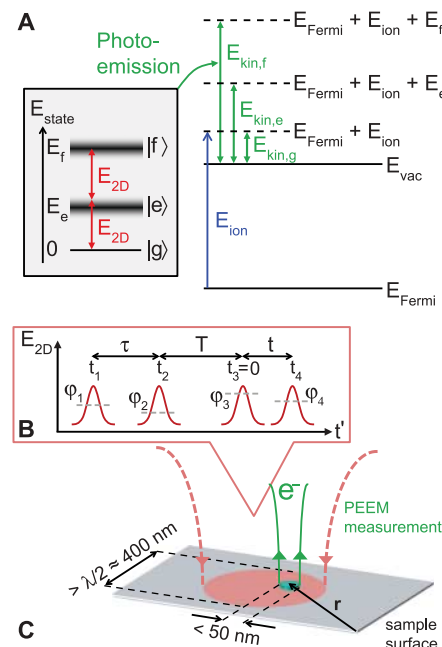 A
Photo-
emission
E_Fermi + E_ion + E_f
E_kin,f
E_Fermi + E_ion + E_e
E_kin,e
E_Fermi + E_ion
E_kin,g
E_vac
E_state
E_f
|f⟩
E_2D
E_e
|e⟩
E_2D
0
|g⟩
E_ion
E_Fermi
E_2D
τ
T
t
t_1
t_2
t_3=0
t_4
φ_1
φ_2
φ_3
φ_4
B
t'
e⁻
PEEM
measurement
> λ/2 ≈ 400 nm
r
< 50 nm
sample
surface
C